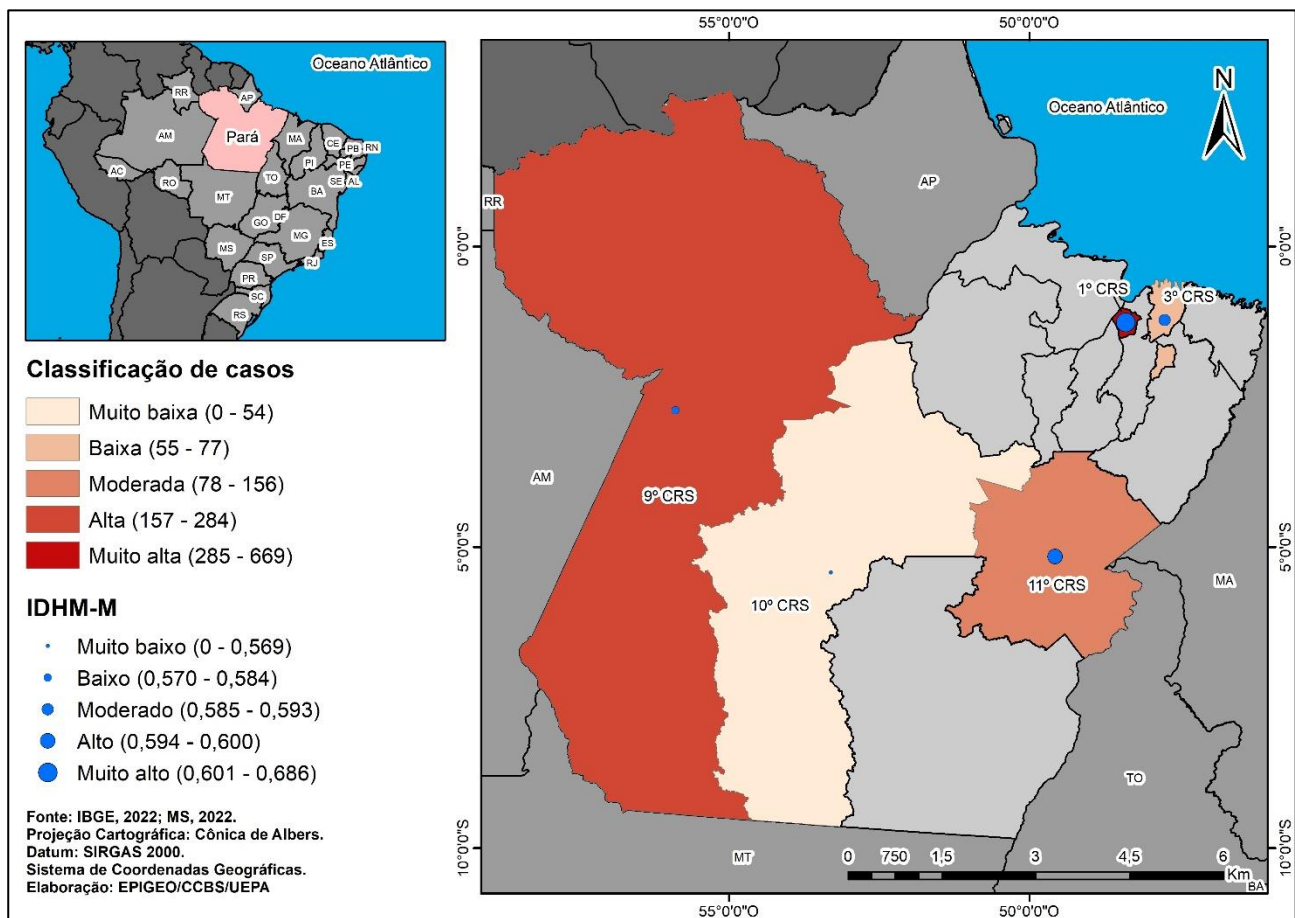 55°0'0"O
50°0'0"O
Oceano Atlântico
RR
AP
AM
Pará
MA
CE
RN
PB
PI
PE
AC
RO
TO
SE
AL
MT
BA
DF
GO
MG
MS
ES
SP
RJ
PR
SC
RS
Classificação de casos
Muito baixa (0 - 54)
Baixa (55 - 77)
Moderada (78 - 156)
Alta (157 - 284)
Muito alta (285 - 669)
IDHM-M
Muito baixo (0 - 0,569)
Baixo (0,570 - 0,584)
Moderado (0,585 - 0,593)
Alto (0,594 - 0,600)
Muito alto (0,601 - 0,686)
Fonte: IBGE, 2022; MS, 2022.
Projeção Cartográfica: Cônica de Albers.
Datum: SIRGAS 2000.
Sistema de Coordenadas Geográficas.
Elaboração: EPIGEO/CCBS/UEPA
N
Oceano Atlântico
AP
RR
0°0'0"
0°0'0"
1º CRS
3º CRS
AM
9º CRS
5°0'0"S
5°0'0"S
11º CRS
MA
10º CRS
TO
10°0'0"S
10°0'0"S
MT
0 750 1,5 3 4,5 6
Km
BA
55°0'0"O
50°0'0"O